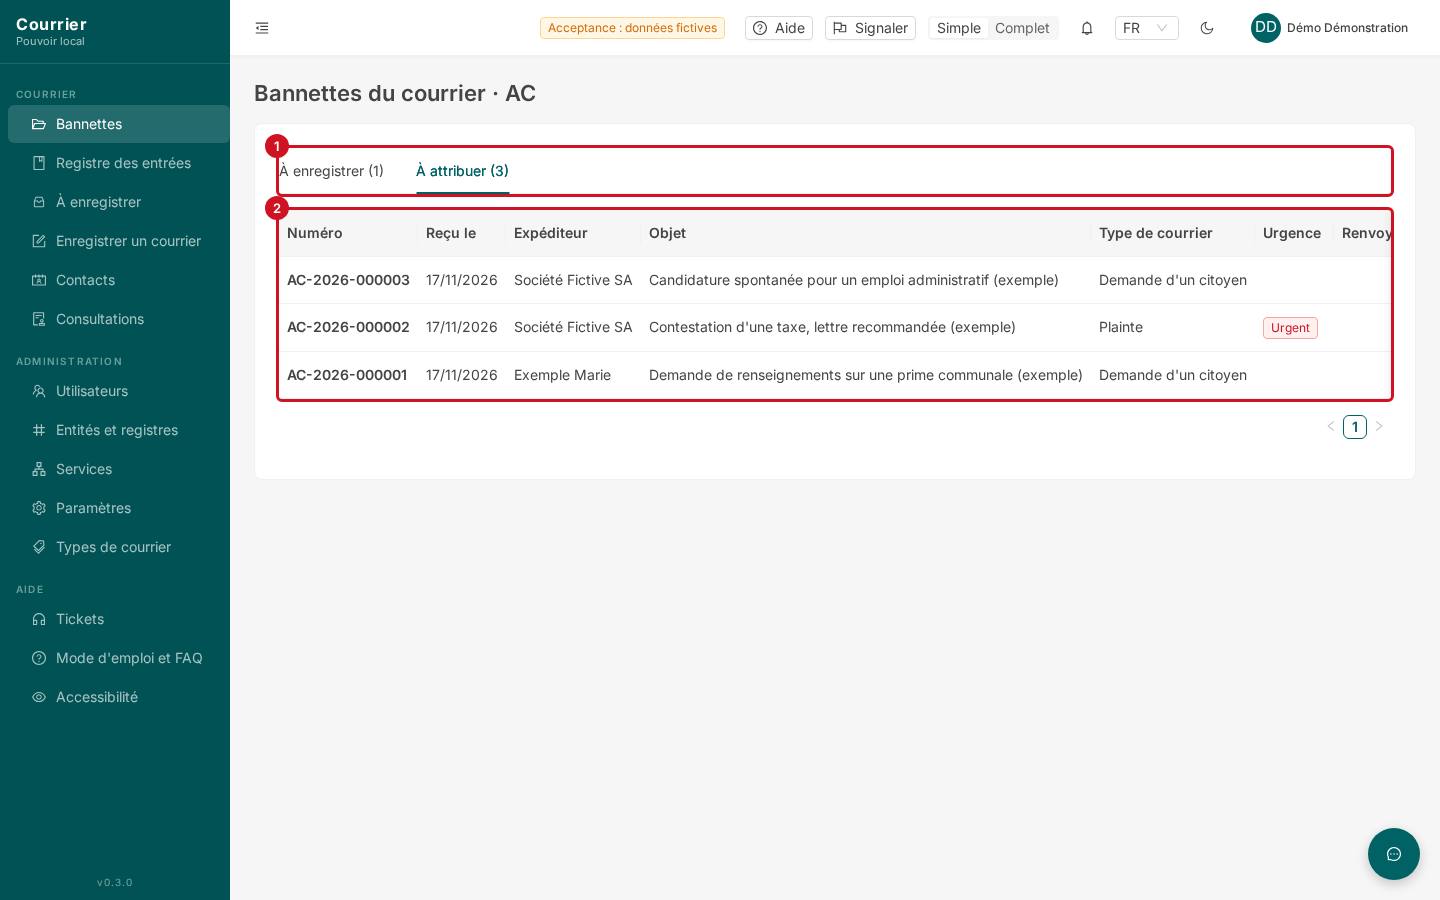 Courrier
Pouvoir local
Acceptance : données fictives
Aide
Signaler
Simple Complet
FR
DD Démo Démonstration
COURRIER
Bannettes
Registre des entrées
À enregistrer
Enregistrer un courrier
Contacts
Consultations
ADMINISTRATION
Utilisateurs
Entités et registres
Services
Paramètres
Types de courrier
AIDE
Tickets
Mode d'emploi et FAQ
Accessibilité
v0.3.0
Bannettes du courrier · AC
1
À enregistrer (1) À attribuer (3)
2
Numéro Reçu le Expéditeur Objet Type de courrier Urgence Renvoy
AC-2026-000003 17/11/2026 Société Fictive SA Candidature spontanée pour un emploi administratif (exemple) Demande d'un citoyen
AC-2026-000002 17/11/2026 Société Fictive SA Contestation d'une taxe, lettre recommandée (exemple) Plainte Urgent
AC-2026-000001 17/11/2026 Exemple Marie Demande de renseignements sur une prime communale (exemple) Demande d'un citoyen
1